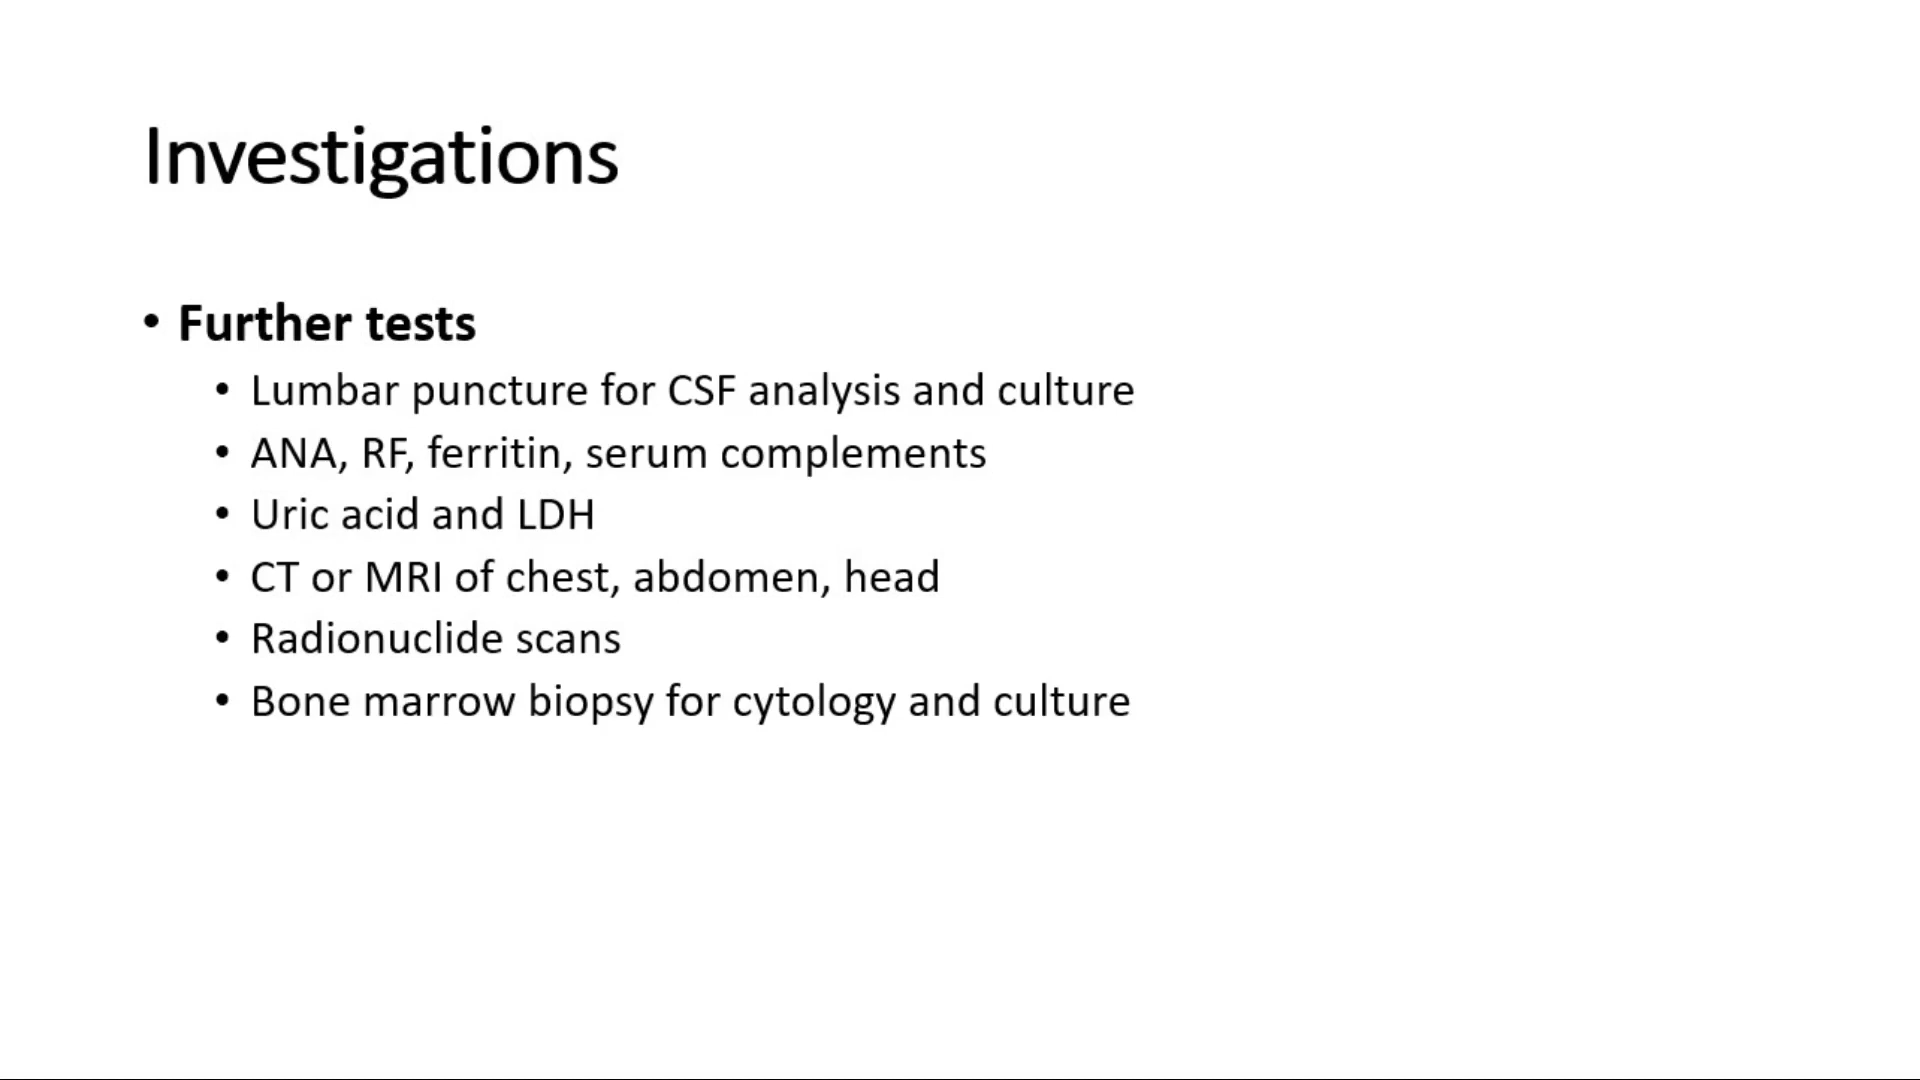 Investigations
• Further tests
• Lumbar puncture for CSF analysis and culture
• ANA, RF, ferritin, serum complements
• Uric acid and LDH
• CT or MRI of chest, abdomen, head
• Radionuclide scans
• Bone marrow biopsy for cytology and culture